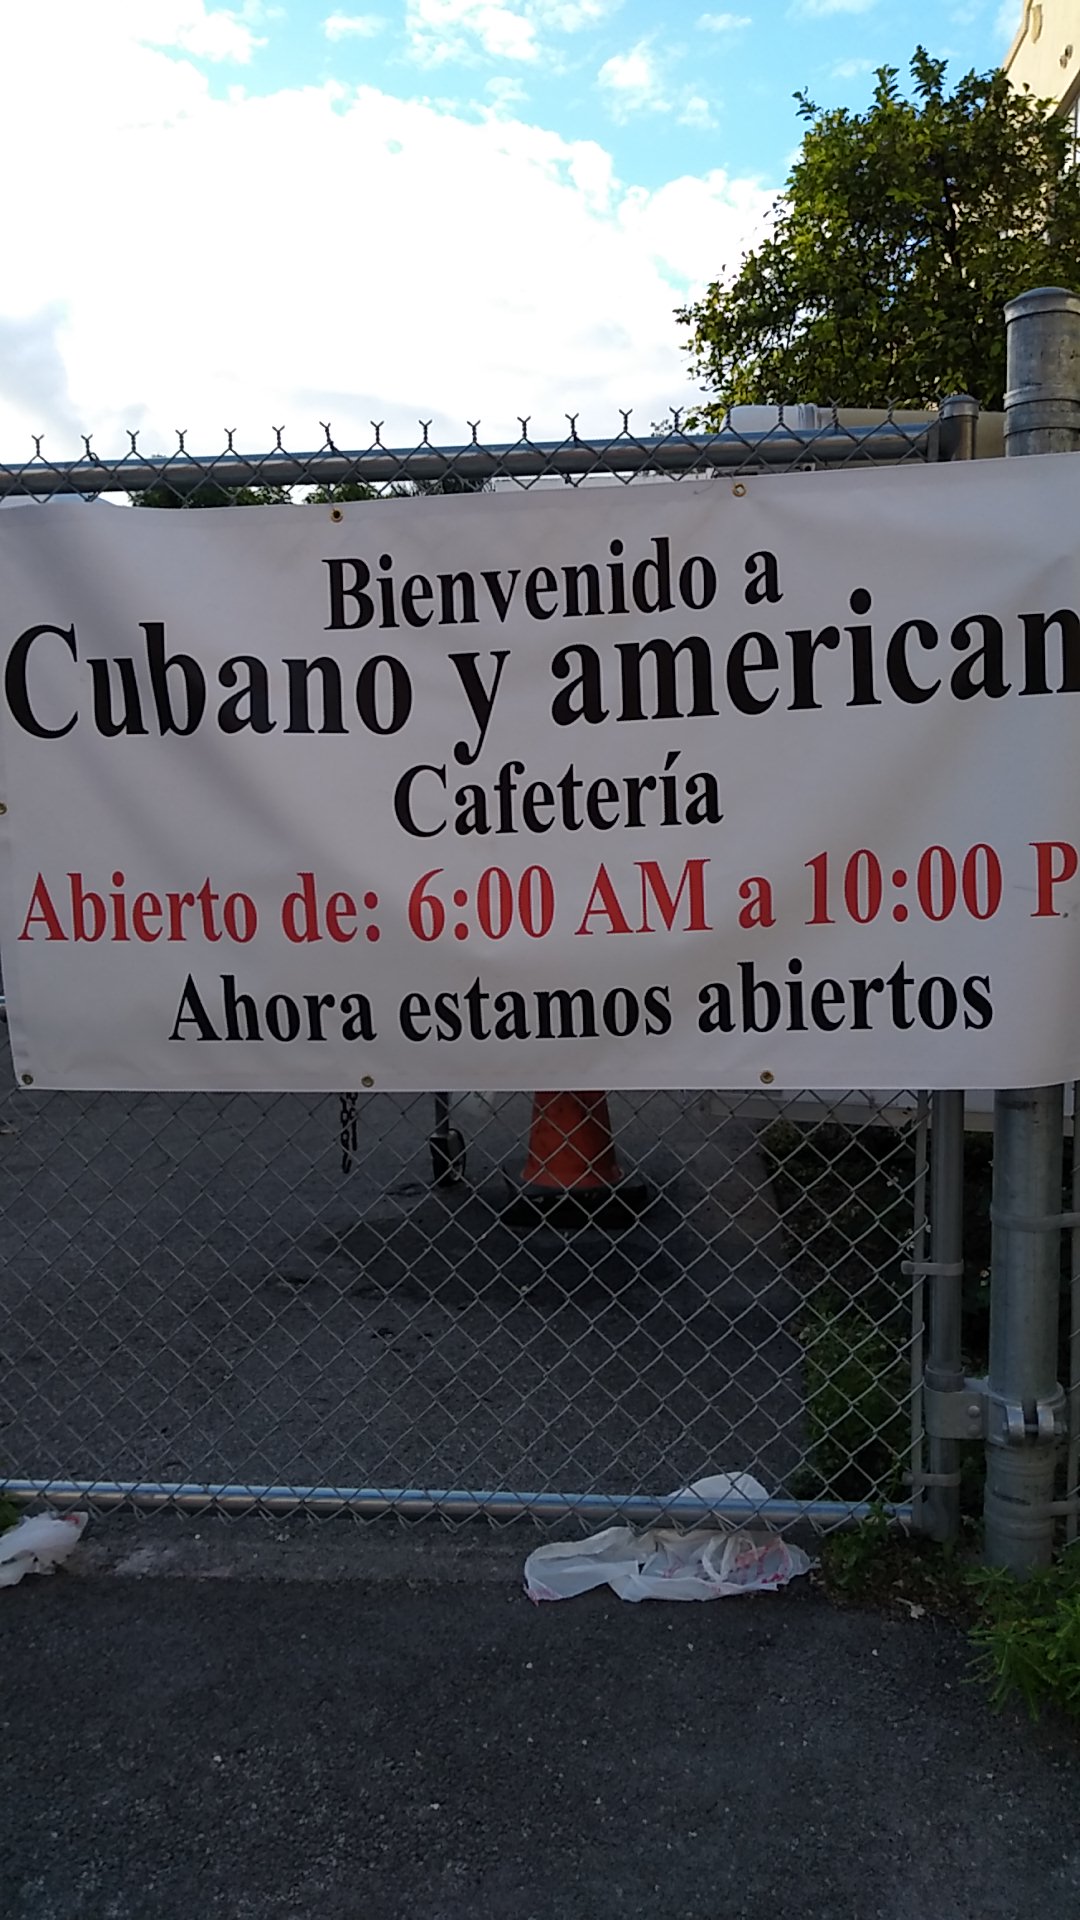 Bienvenido a
Cubano y american
Cafetería
Abierto de: 6:00 AM a 10:00 P
Ahora estamos abiertos